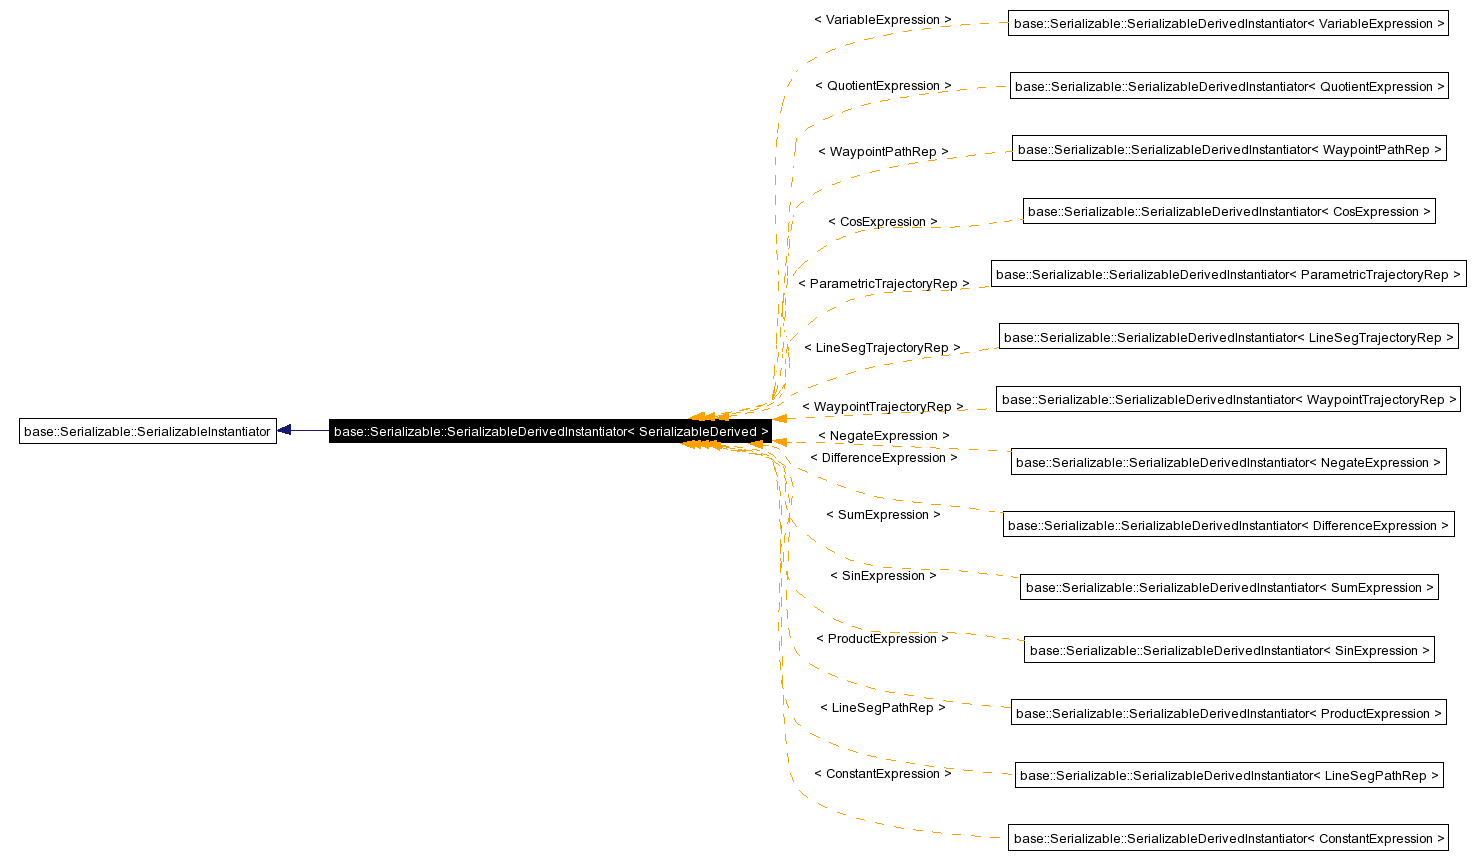 < VariableExpression >
base::Serializable::SerializableDerivedInstantiator< VariableExpression >
< QuotientExpression >
base::Serializable::SerializableDerivedInstantiator< QuotientExpression >
< WaypointPathRep >
base::Serializable::SerializableDerivedInstantiator< WaypointPathRep >
< CosExpression >
base::Serializable::SerializableDerivedInstantiator< CosExpression >
< ParametricTrajectoryRep >
base::Serializable::SerializableDerivedInstantiator< ParametricTrajectoryRep >
< LineSegTrajectoryRep >
base::Serializable::SerializableDerivedInstantiator< LineSegTrajectoryRep >
< WaypointTrajectoryRep >
base::Serializable::SerializableDerivedInstantiator< WaypointTrajectoryRep >
base::Serializable::SerializableInstantiator
base::Serializable::SerializableDerivedInstantiator< SerializableDerived >
< NegateExpression >
base::Serializable::SerializableDerivedInstantiator< NegateExpression >
< DifferenceExpression >
base::Serializable::SerializableDerivedInstantiator< DifferenceExpression >
< SumExpression >
base::Serializable::SerializableDerivedInstantiator< SumExpression >
< SinExpression >
base::Serializable::SerializableDerivedInstantiator< SinExpression >
< ProductExpression >
base::Serializable::SerializableDerivedInstantiator< ProductExpression >
< LineSegPathRep >
base::Serializable::SerializableDerivedInstantiator< LineSegPathRep >
< ConstantExpression >
base::Serializable::SerializableDerivedInstantiator< ConstantExpression >